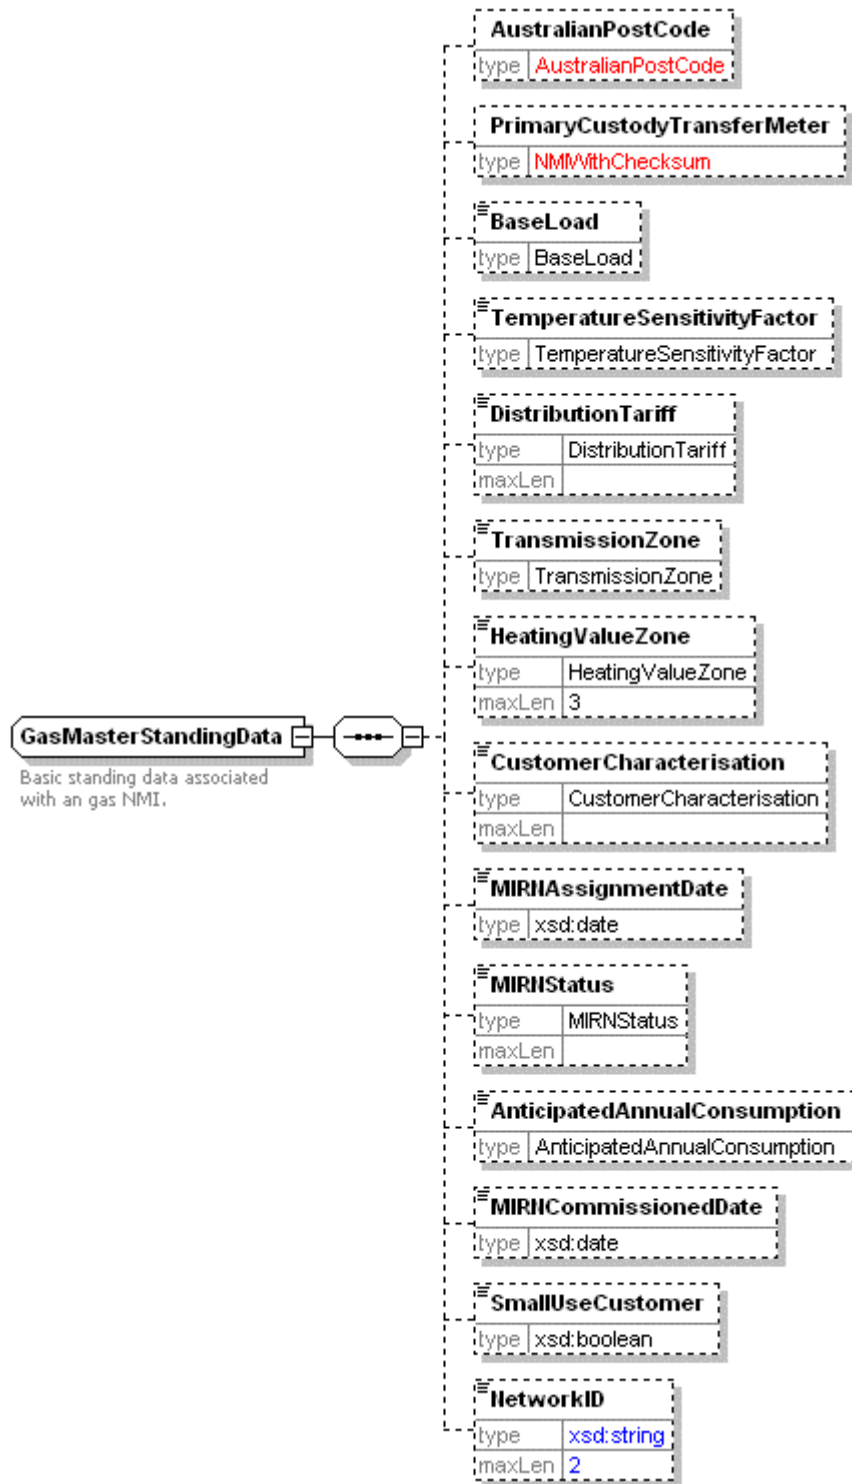 AustralianPostCode
type AustralianPostCode
PrimaryCustodyTransferMeter
type NMIWithChecksum
BaseLoad
type BaseLoad
TemperatureSensitivityFactor
type TemperatureSensitivityFactor
DistributionTariff
type DistributionTariff
maxLen
TransmissionZone
type TransmissionZone
HeatingValueZone
type HeatingValueZone
maxLen 3
GasMasterStandingData
Basic standing data associated
with an gas NMI.
CustomerCharacterisation
type CustomerCharacterisation
maxLen
MIRNAssignmentDate
type xsd:date
MIRNStatus
type MIRNStatus
maxLen
AnticipatedAnnualConsumption
type AnticipatedAnnualConsumption
MIRNCommissionedDate
type xsd:date
SmallUseCustomer
type xsd:boolean
NetworkID
type xsd:string
maxLen 2